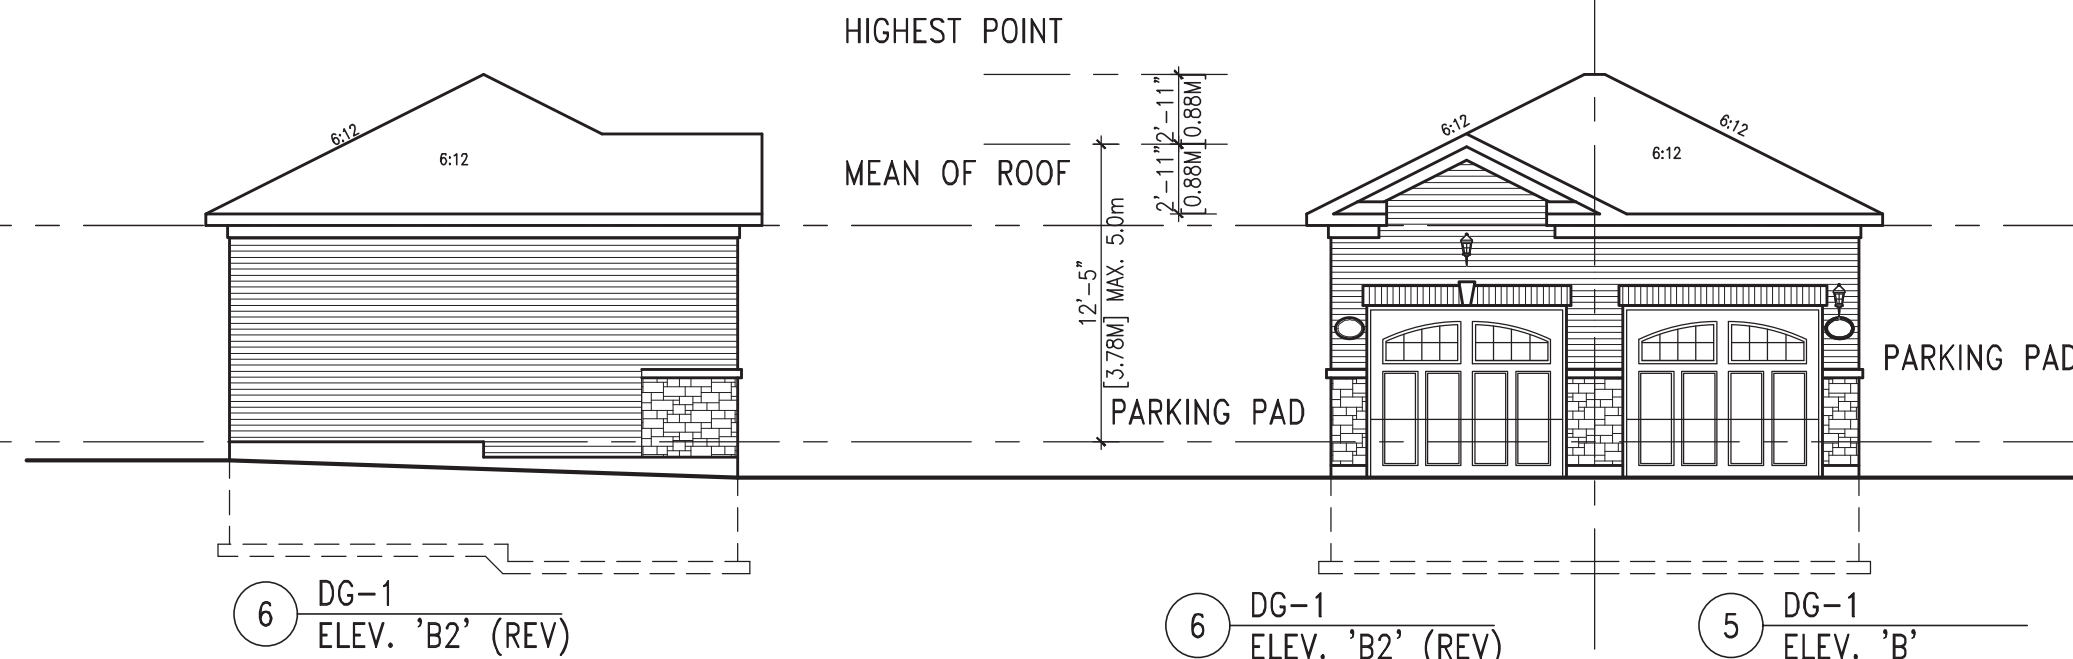 HIGHEST POINT
2'-11"
[0.88M]
MEAN OF ROOF
2'-11"
[0.88M]
12'-5"
[3.78M] MAX. 5.0m
PARKING PAD
PARKING PAD
6:12
6:12
6:12
6:12
6:12
6
DG-1
ELEV. 'B2' (REV)
6
DG-1
ELEV. 'B2' (REV)
5
DG-1
ELEV. 'B'